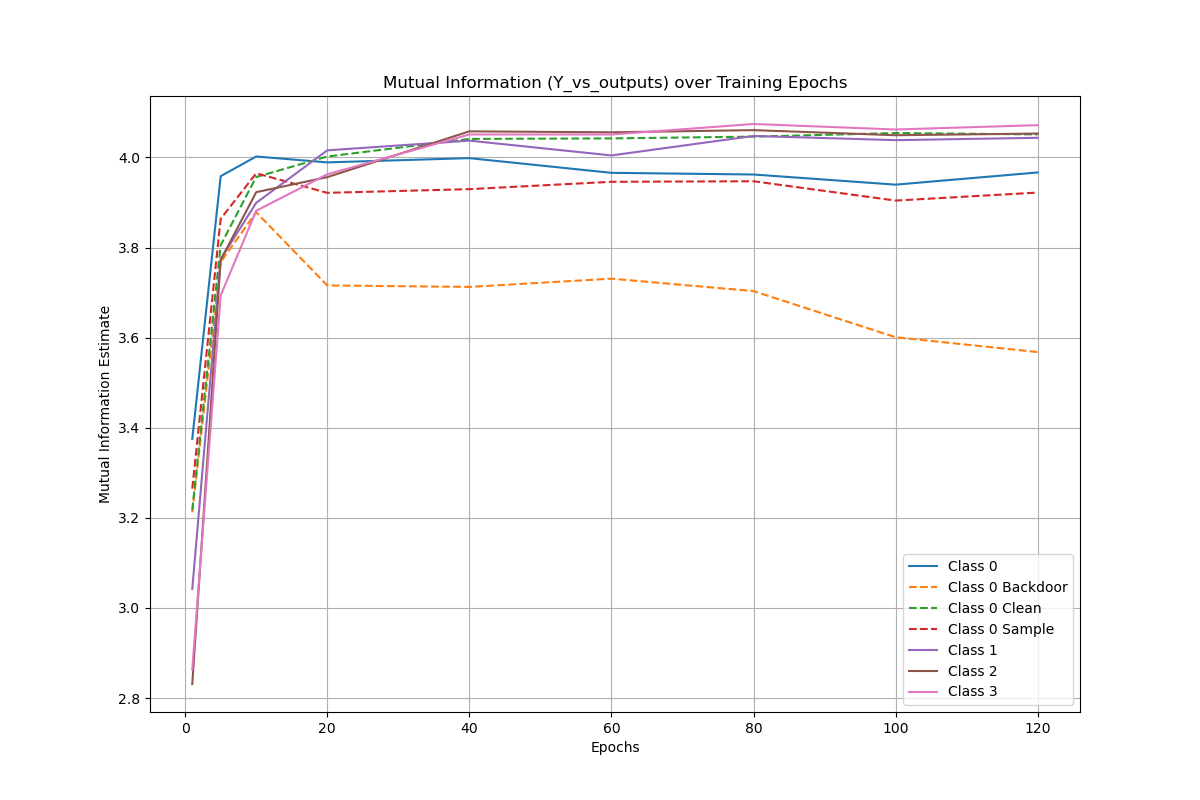 Mutual Information (Y_vs_outputs) over Training Epochs
Mutual Information Estimate
4.0
3.8
3.6
3.4
3.2
3.0
2.8
0 20 40 60 80 100 120
Epochs
Class 0
Class 0 Backdoor
Class 0 Clean
Class 0 Sample
Class 1
Class 2
Class 3